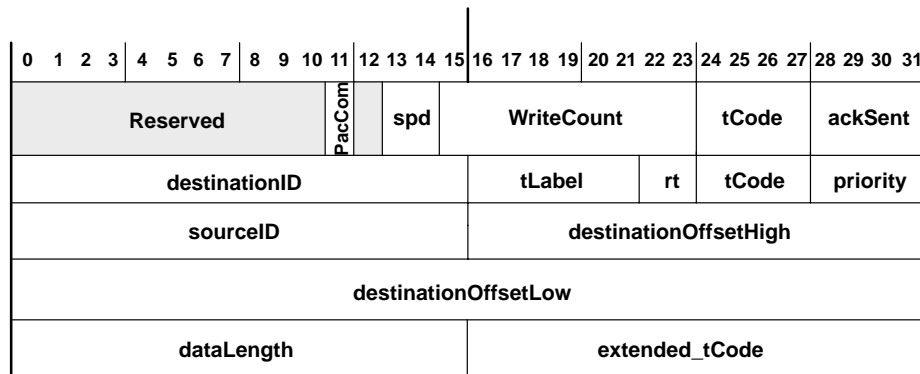 0 1 2 3 4 5 6 7 8 9 10 11 12 13 14 15 16 17 18 19 20 21 22 23 24 25 26 27 28 29 30 31
Reserved PacCom spd WriteCount tCode ackSent
destinationID tLabel rt tCode priority
sourceID destinationOffsetHigh
destinationOffsetLow
dataLength extended_tCode